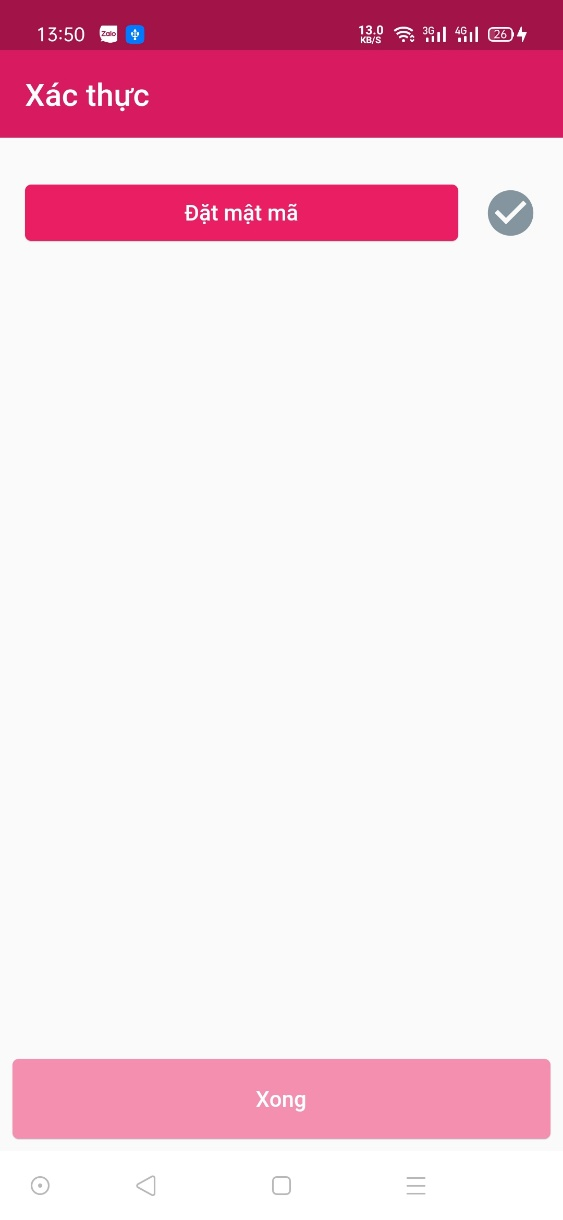 13:50 Zalo 13.0 KB/S 3G 4G 26
Xác thực
Đặt mật mã
Xong